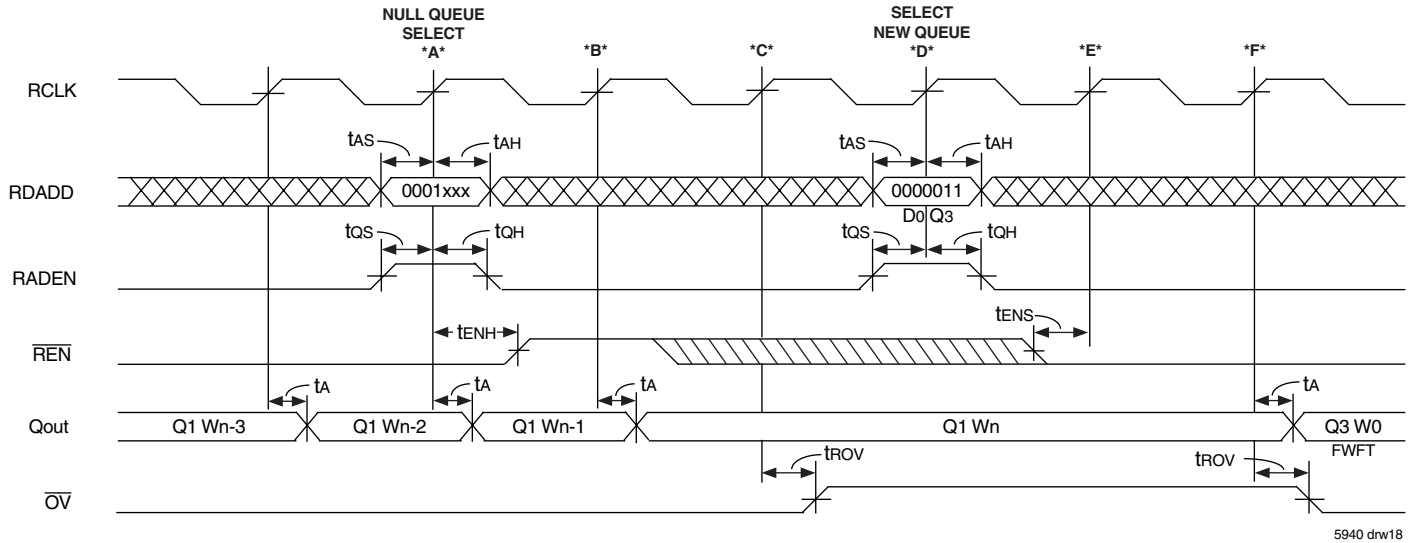 NULL QUEUE
SELECT
*A*
*B*
*C*
SELECT
NEW QUEUE
*D*
*E*
*F*
RCLK
tAS
tAH
tAS
tAH
RDADD
0001xxx
0000011
D0 Q3
tQS
tQH
tQS
tQH
RADEN
tENH
tENS
REN
tA
tA
tA
tA
Qout
Q1 Wn-3
Q1 Wn-2
Q1 Wn-1
Q1 Wn
Q3 W0
FWFT
tROV
tROV
OV
5940 drw18